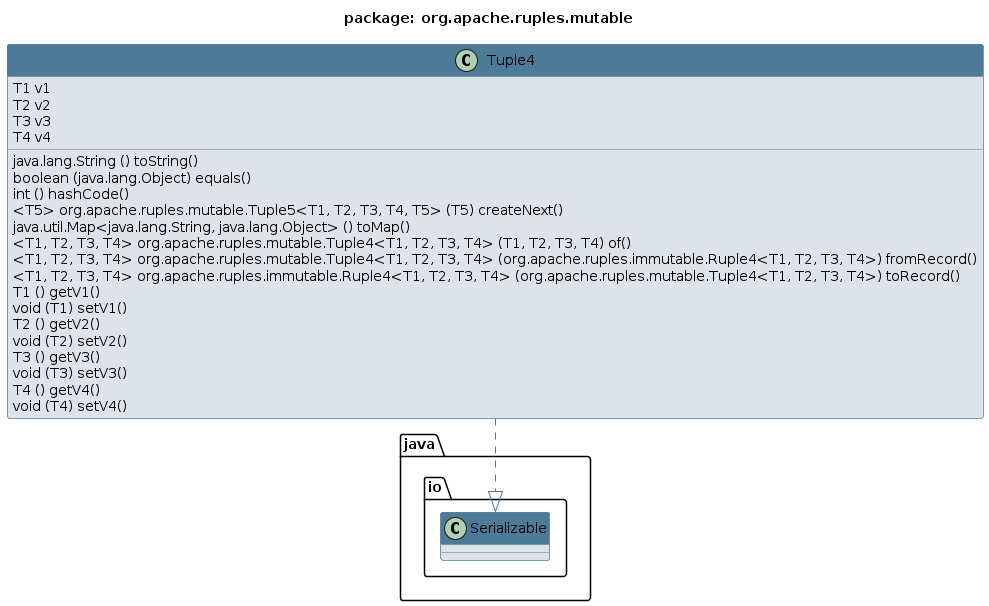 package: org.apache.ruples.mutable
C Tuple4
T1 v1
T2 v2
T3 v3
T4 v4
java.lang.String () toString()
boolean (java.lang.Object) equals()
int () hashCode()
<T5> org.apache.ruples.mutable.Tuple5<T1, T2, T3, T4, T5> (T5) createNext()
java.util.Map<java.lang.String, java.lang.Object> () toMap()
<T1, T2, T3, T4> org.apache.ruples.mutable.Tuple4<T1, T2, T3, T4> (T1, T2, T3, T4) of()
<T1, T2, T3, T4> org.apache.ruples.mutable.Tuple4<T1, T2, T3, T4> (org.apache.ruples.immutable.Ruple4<T1, T2, T3, T4>) fromRecord()
<T1, T2, T3, T4> org.apache.ruples.immutable.Ruple4<T1, T2, T3, T4> (org.apache.ruples.mutable.Tuple4<T1, T2, T3, T4>) toRecord()
T1 () getV1()
void (T1) setV1()
T2 () getV2()
void (T2) setV2()
T3 () getV3()
void (T3) setV3()
T4 () getV4()
void (T4) setV4()
java
io
C Serializable